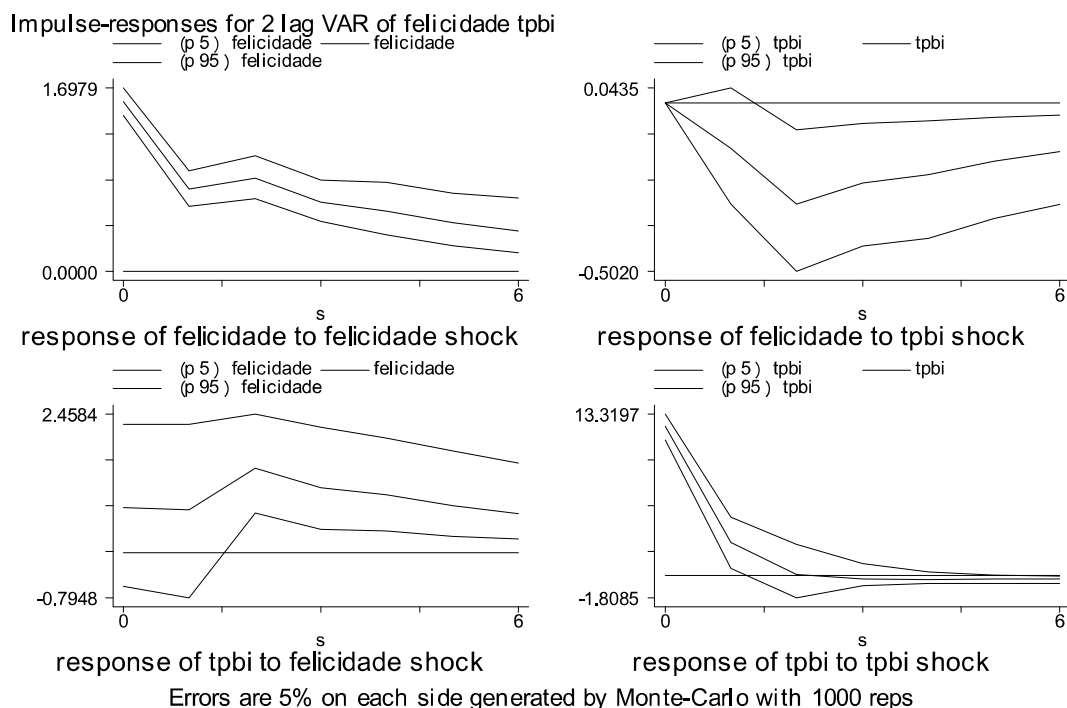 Impulse-responses for 2 lag VAR of felicidade tpbi
(p 5) felicidade felicidade
(p 95) felicidade
1.6979
0.0000
0 6
s
response of felicidade to felicidade shock
(p 5) tpbi tpbi
(p 95) tpbi
0.0435
-0.5020
0 6
s
response of felicidade to tpbi shock
(p 5) felicidade felicidade
(p 95) felicidade
2.4584
-0.7948
0 6
s
response of tpbi to felicidade shock
(p 5) tpbi tpbi
(p 95) tpbi
13.3197
-1.8085
0 6
s
response of tpbi to tpbi shock
Errors are 5% on each side generated by Monte-Carlo with 1000 reps